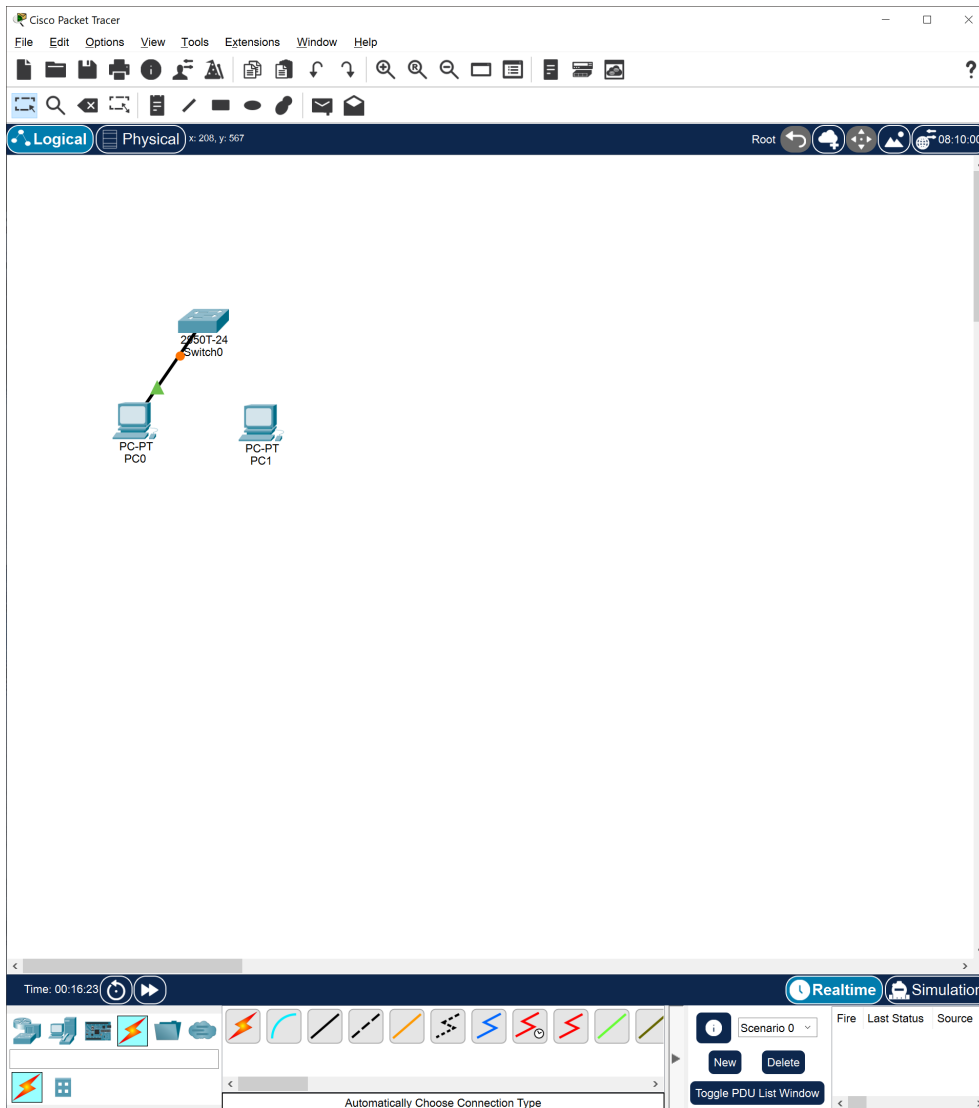 Cisco Packet Tracer
File Edit Options View Tools Extensions Window Help
?
Logical Physical x: 208, y: 567 Root 08:10:00
2950T-24
Switch0
PC-PT
PC0
PC-PT
PC1
Time: 00:16:23 Realtime Simulation
Scenario 0
New Delete
Toggle PDU List Window
Fire Last Status Source
Automatically Choose Connection Type